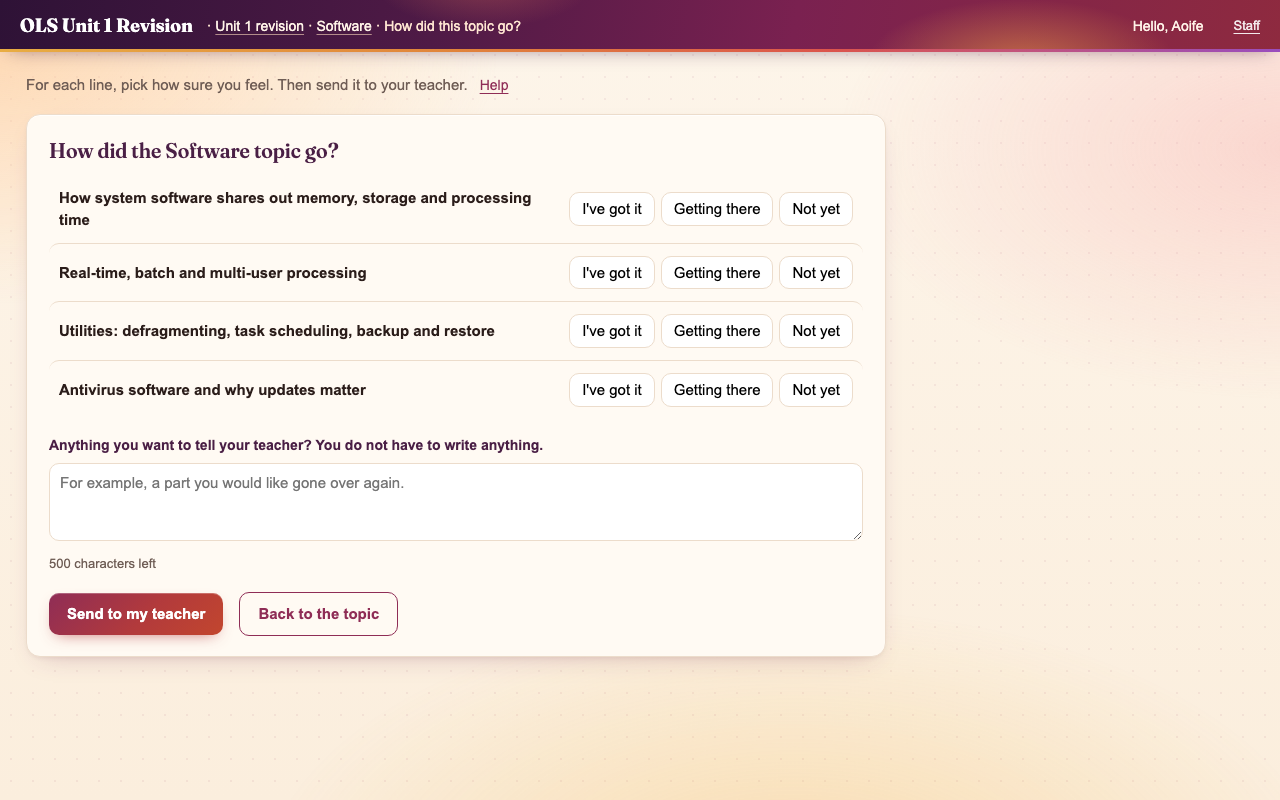 OLS Unit 1 Revision · Unit 1 revision · Software · How did this topic go? Hello, Aoife Staff
For each line, pick how sure you feel. Then send it to your teacher. Help
How did the Software topic go?
How system software shares out memory, storage and processing
time
I've got it Getting there Not yet
Real-time, batch and multi-user processing I've got it Getting there Not yet
Utilities: defragmenting, task scheduling, backup and restore I've got it Getting there Not yet
Antivirus software and why updates matter I've got it Getting there Not yet
Anything you want to tell your teacher? You do not have to write anything.
For example, a part you would like gone over again.
500 characters left
Send to my teacher Back to the topic